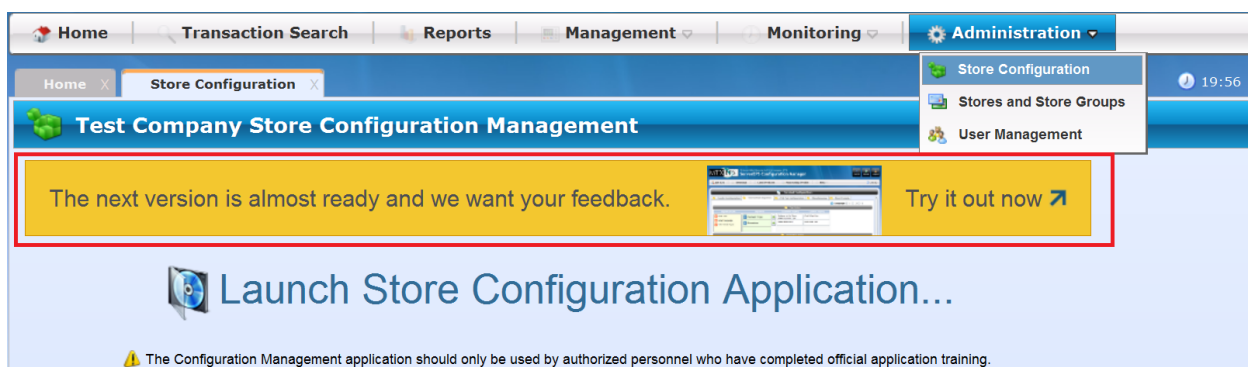 Home Transaction Search Reports Management Monitoring Administration
Home X Store Configuration X
Store Configuration
19:56
Stores and Store Groups
User Management
Test Company Store Configuration Management
The next version is almost ready and we want your feedback.
Try it out now
Launch Store Configuration Application...
The Configuration Management application should only be used by authorized personnel who have completed official application training.